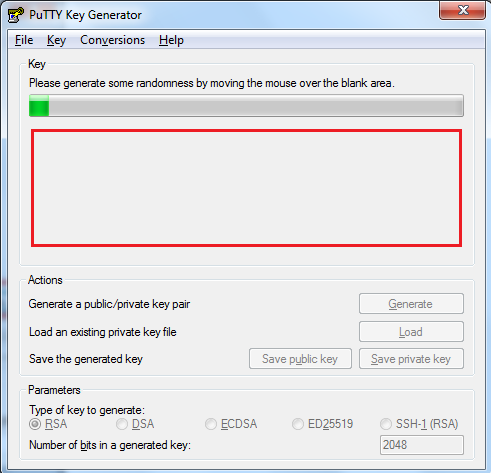 PuTTY Key Generator
File Key Conversions Help
Key
Please generate some randomness by moving the mouse over the blank area.
Actions
Generate a public/private key pair Generate
Load an existing private key file Load
Save the generated key Save public key Save private key
Parameters
Type of key to generate:
RSA DSA ECDSA ED25519 SSH-1 (RSA)
Number of bits in a generated key: 2048